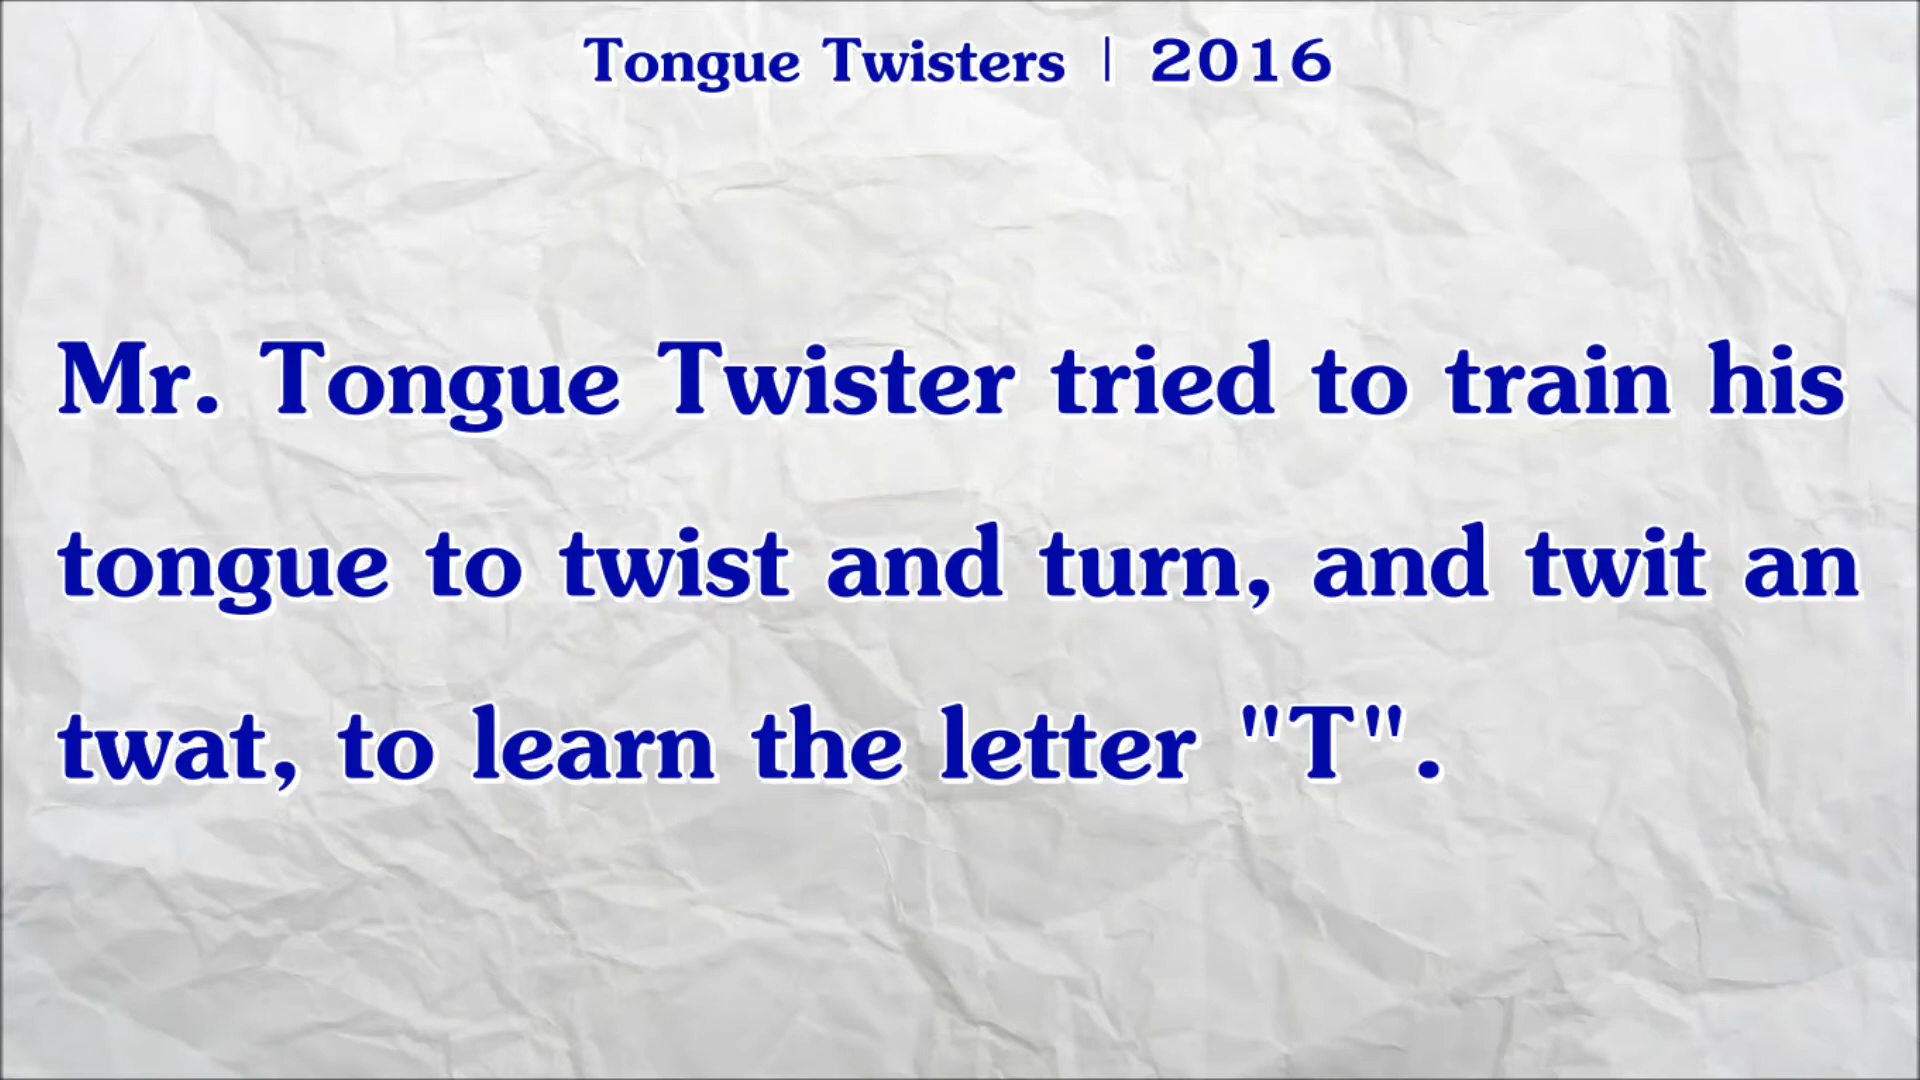 Tongue Twisters | 2016
Mr. Tongue Twister tried to train his
tongue to twist and turn, and twit an
twat, to learn the letter "T".